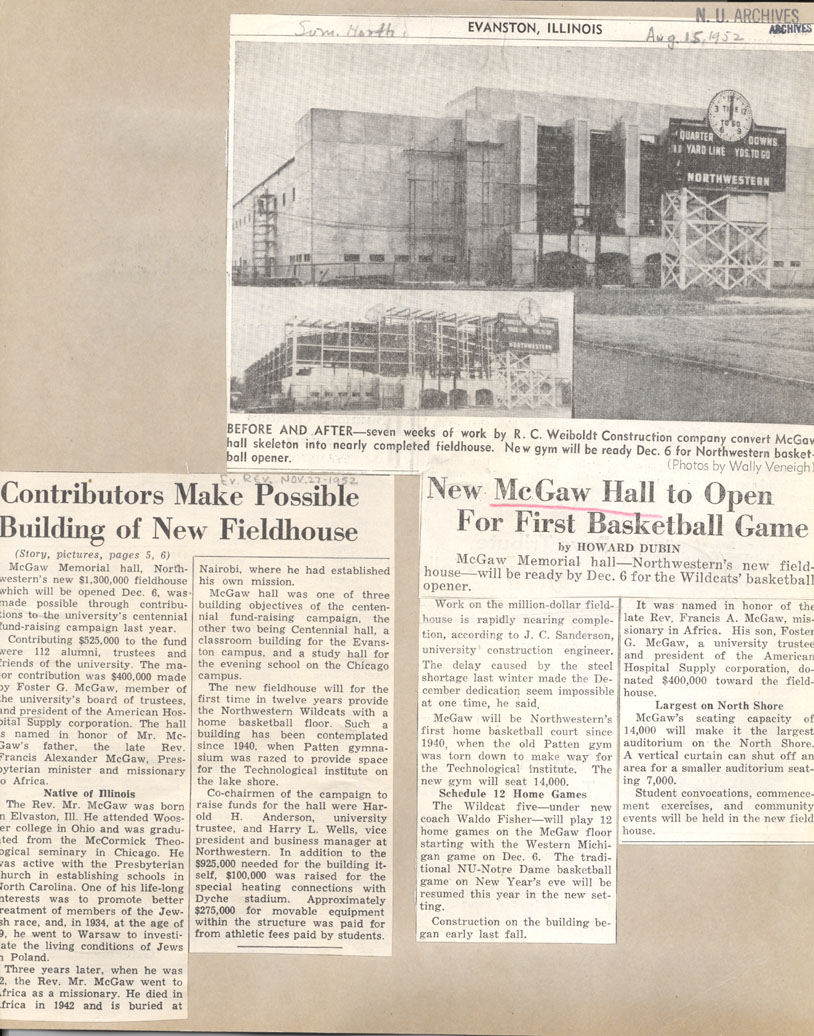 N. U. ARCHIVES
ARCHIVES
EVANSTON, ILLINOIS
Aug. 15, 1952
3 TIME 12
TO GO
9 6
QUARTER DOWNS
YARD LINE YDS. TO GO
NORTHWESTERN
NORTHWESTERN
BEFORE AND AFTER—seven weeks of work by R. C. Weiboldt Construction company convert McGaw
hall skeleton into nearly completed fieldhouse. New gym will be ready Dec. 6 for Northwestern basket-
ball opener.
(Photos by Wally Veneigh)
Ev. Rev. Nov. 27-1952
Contributors Make Possible
Building of New Fieldhouse
(Story, pictures, pages 5, 6)
McGaw Memorial hall, North-
western's new $1,300,000 fieldhouse
which will be opened Dec. 6, was
made possible through contribu-
tions to the university's centennial
fund-raising campaign last year.
Contributing $525,000 to the fund
were 112 alumni, trustees and
friends of the university. The ma-
or contribution was $400,000 made
by Foster G. McGaw, member of
the university's board of trustees,
and president of the American Hos-
pital Supply corporation. The hall
s named in honor of Mr. Mc-
Gaw's father, the late Rev.
Francis Alexander McGaw, Pres-
byterian minister and missionary
o Africa.
Native of Illinois
The Rev. Mr. McGaw was born
n Elvaston, Ill. He attended Woos-
er college in Ohio and was gradu-
ated from the McCormick Theo-
ogical seminary in Chicago. He
was active with the Presbyterian
church in establishing schools in
North Carolina. One of his life-long
nterests was to promote better
reatment of members of the Jew-
sh race, and, in 1934, at the age of
9, he went to Warsaw to investi-
ate the living conditions of Jews
n Poland.
Three years later, when he was
2, the Rev. Mr. McGaw went to
Africa as a missionary. He died in
Africa in 1942 and is buried at
Nairobi, where he had established
his own mission.
McGaw hall was one of three
building objectives of the centen-
nial fund-raising campaign, the
other two being Centennial hall, a
classroom building for the Evans-
ton campus, and a study hall for
the evening school on the Chicago
campus.
The new fieldhouse will for the
first time in twelve years provide
the Northwestern Wildcats with a
home basketball floor. Such a
building has been contemplated
since 1940, when Patten gymna-
sium was razed to provide space
for the Technological institute on
the lake shore.
Co-chairmen of the campaign to
raise funds for the hall were Har-
old H. Anderson, university
trustee, and Harry L. Wells, vice
president and business manager at
Northwestern. In addition to the
$925,000 needed for the building it-
self, $100,000 was raised for the
special heating connections with
Dyche stadium. Approximately
$275,000 for movable equipment
within the structure was paid for
from athletic fees paid by students.
New McGaw Hall to Open
For First Basketball Game
by HOWARD DUBIN
McGaw Memorial hall—Northwestern's new field-
house—will be ready by Dec. 6 for the Wildcats' basketball
opener.
Work on the million-dollar field-
house is rapidly nearing comple-
tion, according to J. C. Sanderson,
university construction engineer.
The delay caused by the steel
shortage last winter made the De-
cember dedication seem impossible
at one time, he said.
McGaw will be Northwestern's
first home basketball court since
1940, when the old Patten gym
was torn down to make way for
the Technological institute. The
new gym will seat 14,000.
Schedule 12 Home Games
The Wildcat five—under new
coach Waldo Fisher—will play 12
home games on the McGaw floor
starting with the Western Michi-
gan game on Dec. 6. The tradi-
tional NU-Notre Dame basketball
game on New Year's eve will be
resumed this year in the new set-
ting.
Construction on the building be-
gan early last fall.
It was named in honor of the
late Rev. Francis A. McGaw, mis-
sionary in Africa. His son, Foster
G. McGaw, a university trustee
and president of the American
Hospital Supply corporation, do-
nated $400,000 toward the field-
house.
Largest on North Shore
McGaw's seating capacity of
14,000 will make it the largest
auditorium on the North Shore.
A vertical curtain can shut off an
area for a smaller auditorium seat-
ing 7,000.
Student convocations, commence-
ment exercises, and community
events will be held in the new field
house.